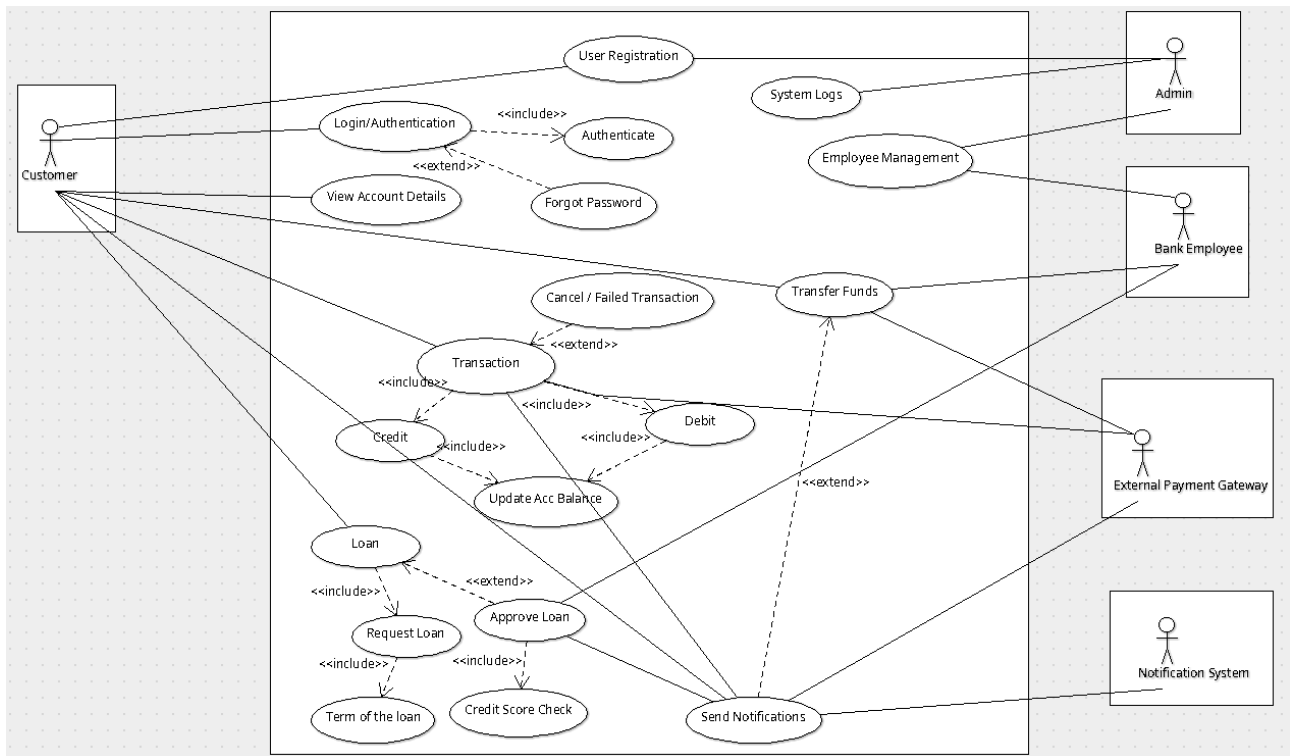 User Registration
Admin
System Logs
Customer
Login/Authentication
<<include>>
Authenticate
<<extend>>
Employee Management
View Account Details
Forgot Password
Bank Employee
Cancel / Failed Transaction
Transfer Funds
<<extend>>
Transaction
<<include>>
<<include>>
Debit
Credit
<<include>>
<<include>>
Update Acc Balance
<<extend>>
External Payment Gateway
Loan
<<extend>>
<<include>>
Approve Loan
Request Loan
<<include>>
<<include>>
Term of the loan
Credit Score Check
Send Notifications
Notification System